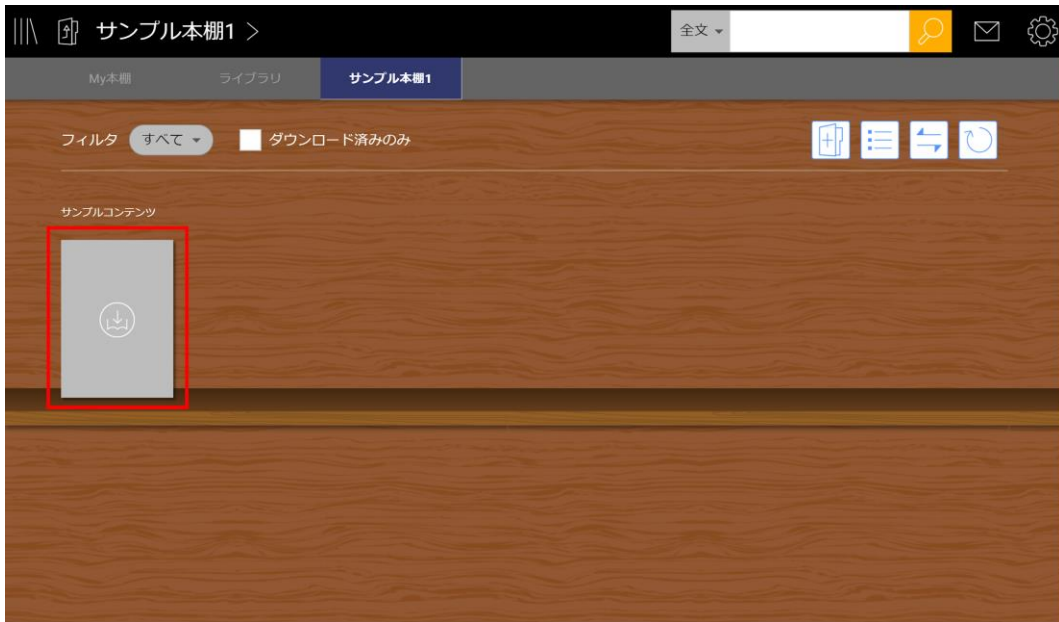 サンプル本棚1 >
全文
My本棚 ライブラリ サンプル本棚1
フィルタ すべて ダウンロード済みのみ
サンプルコンテンツ